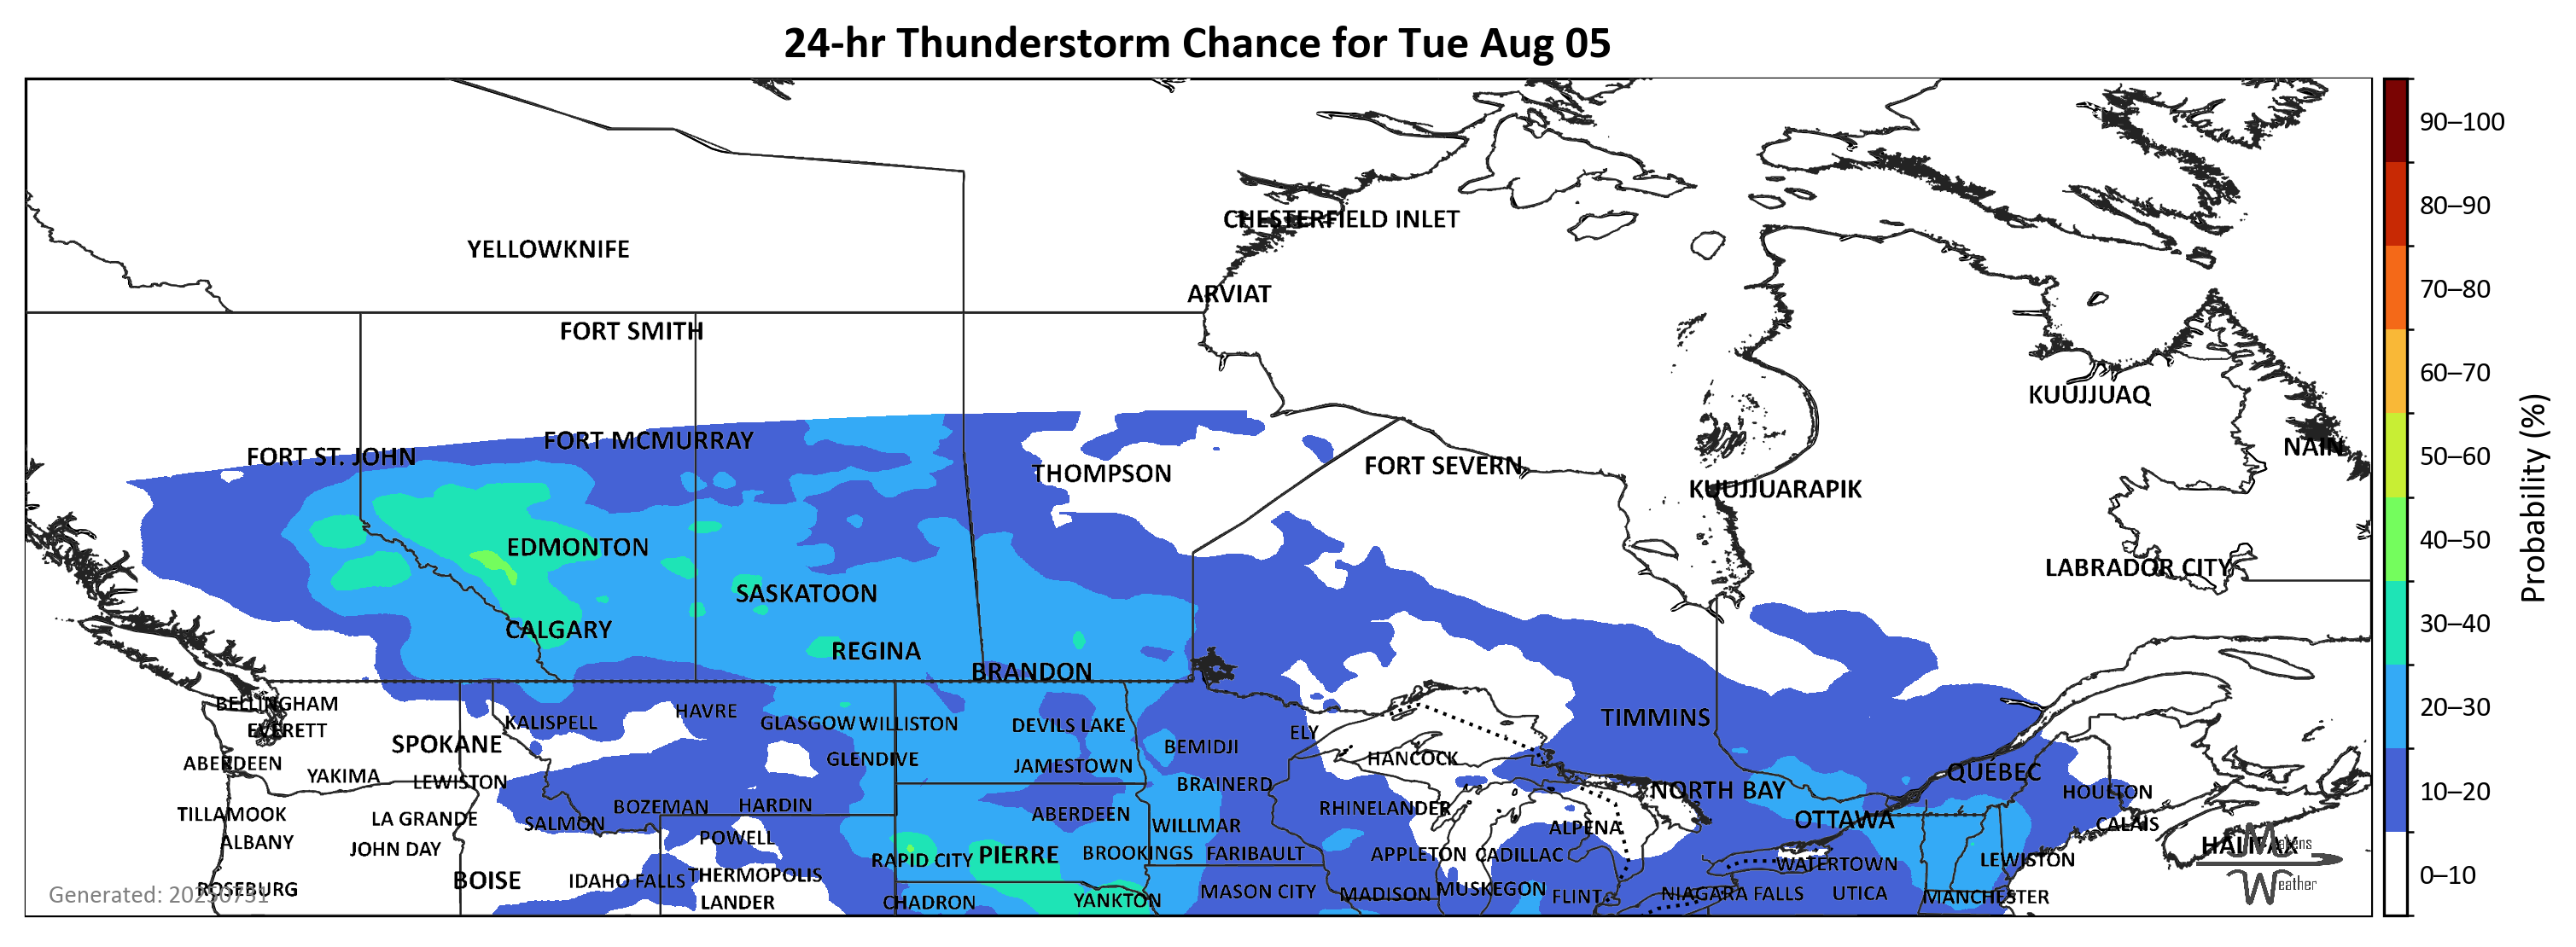 24-hr Thunderstorm Chance for Tue Aug 05
90–100
80–90
70–80
60–70
50–60
40–50
30–40
20–30
10–20
0–10
Probability (%)
CHESTERFIELD INLET
YELLOWKNIFE
ARVIAT
FORT SMITH
KUUJJUAQ
FORT MCMURRAY
NAIN
FORT ST. JOHN
FORT SEVERN
THOMPSON
KUUJJUARAPIK
EDMONTON
LABRADOR CITY
SASKATOON
CALGARY
REGINA
BRANDON
BELLINGHAM
HAVRE
TIMMINS
KALISPELL
GLASGOW
WILLISTON
DEVILS LAKE
EVERETT
ELY
SPOKANE
BEMIDJI
GLENDIVE
HANCOCK
ABERDEEN
JAMESTOWN
QUÉBEC
YAKIMA
LEWISTON
BRAINERD
NORTH BAY
HOULTON
BOZEMAN
HARDIN
RHINELANDER
TILLAMOOK
LA GRANDE
ABERDEEN
OTTAWA
SALMON
WILLMAR
ALPENA
CALAIS
POWELL
ALBANY
HALIFAX
JOHN DAY
RAPID CITY
PIERRE
BROOKINGS
FARIBAULT
APPLETON
CADILLAC
LEWISTON
WATERTOWN
THERMOPOLIS
BOISE
IDAHO FALLS
ROSEBURG
MASON CITY
MADISON
MUSKEGON
NIAGARA FALLS
UTICA
FLINT
MANCHESTER
LANDER
CHADRON
YANKTON
Generated: 20250731
Weather